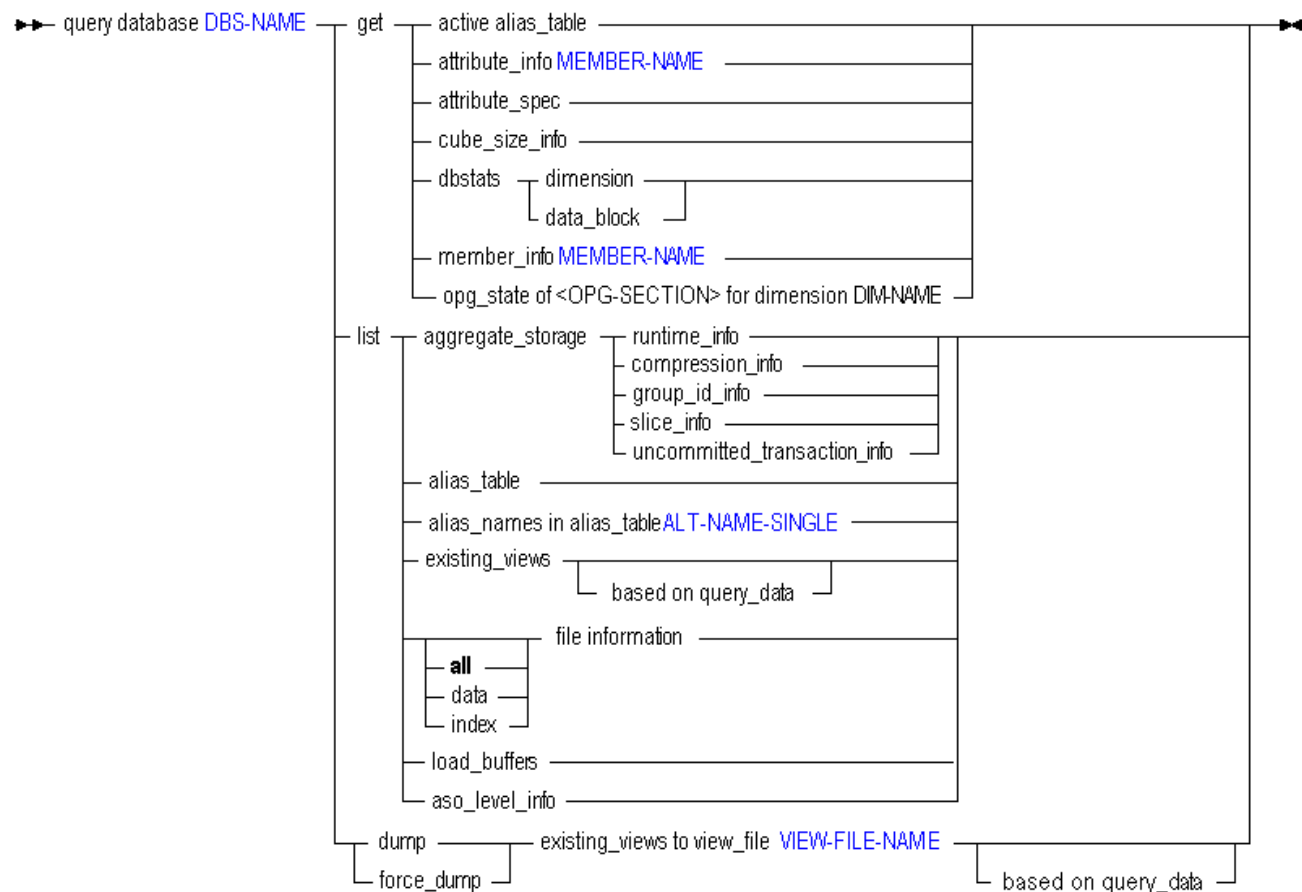 query database DBS-NAME get active alias_table
attribute_info MEMBER-NAME
attribute_spec
cube_size_info
dbstats dimension
data_block
member_info MEMBER-NAME
opg_state of <OPG-SECTION> for dimension DIM-NAME
list aggregate_storage runtime_info
compression_info
group_id_info
slice_info
uncommitted_transaction_info
alias_table
alias_names in alias_table ALT-NAME-SINGLE
existing_views
based on query_data
file information
all
data
index
load_buffers
aso_level_info
dump existing_views to view_file VIEW-FILE-NAME
force_dump based on query_data